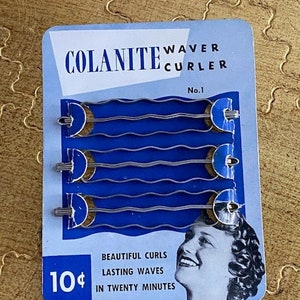 COLANITE WAVER
CURLER
No.1
BEAUTIFUL CURLS
LASTING WAVES
IN TWENTY MINUTES
10¢